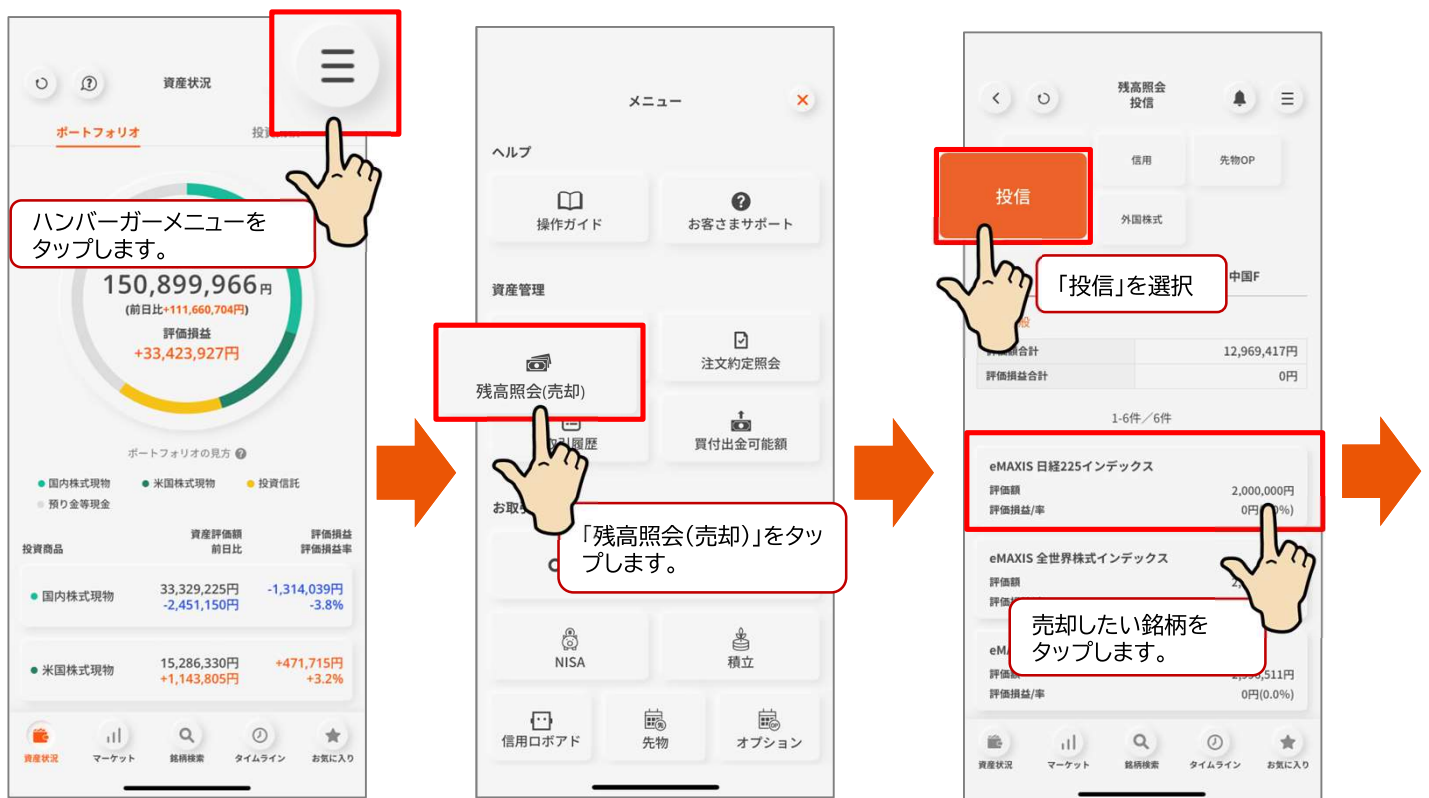 資産状況
ポートフォリオ
ハンバーガーメニューを
タップします。
150,899,966円
(前日比+111,660,704円)
評価損益
+33,423,927円
ポートフォリオの見方
国内株式現物 米国株式現物 投資信託
預り金等現金
投資商品 資産評価額 前日比 評価損益 評価損益率
国内株式現物 33,329,225円 -1,314,039円
-2,451,150円 -3.8%
米国株式現物 15,286,330円 +471,715円
+1,143,805円 +3.2%
資産状況 マーケット 銘柄検索 タイムライン お気に入り
メニュー
ヘルプ
操作ガイド お客さまサポート
資産管理
残高照会(売却) 注文約定照会
取引履歴 買付出金可能額
「残高照会(売却)」をタッ
プします。
NISA 積立
信用ロボアド 先物 オプション
残高照会
投信
信用 先物OP
投信
外国株式
中国F
「投信」を選択
評価額合計 12,969,417円
評価損益合計 0円
1-6件/6件
eMAXIS 日経225インデックス
評価額 2,000,000円
評価損益/率
eMAXIS 全世界株式インデックス
評価額
売却したい銘柄を
タップします。
評価損益/率 0円(0.0%)
資産状況 マーケット 銘柄検索 タイムライン お気に入り